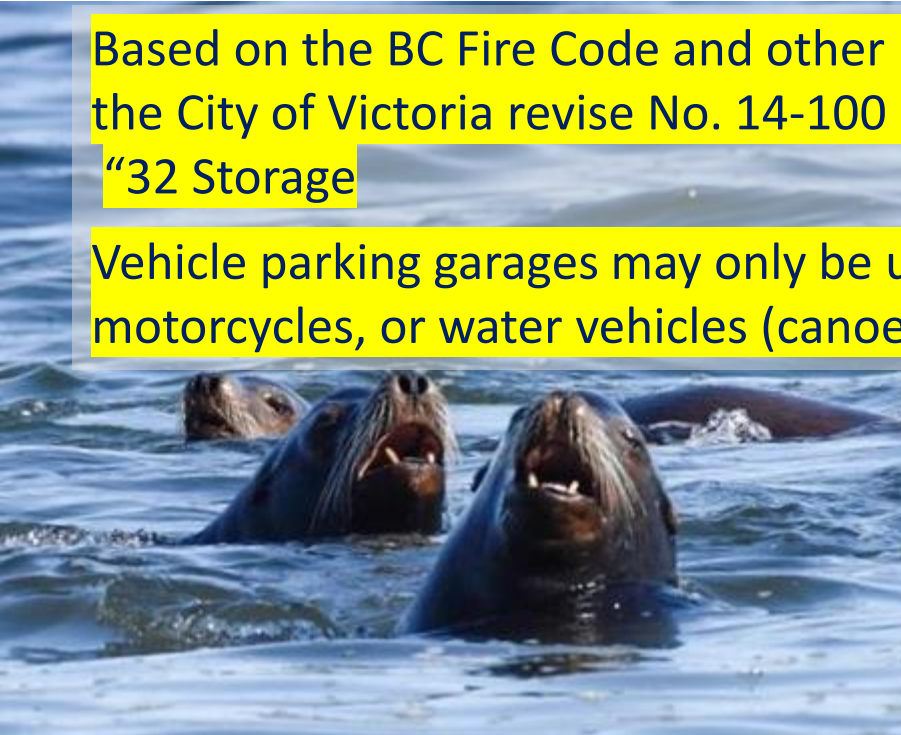 Based on the BC Fire Code and other
the City of Victoria revise No. 14-100
“32 Storage
Vehicle parking garages may only be
motorcycles, or water vehicles (canoe